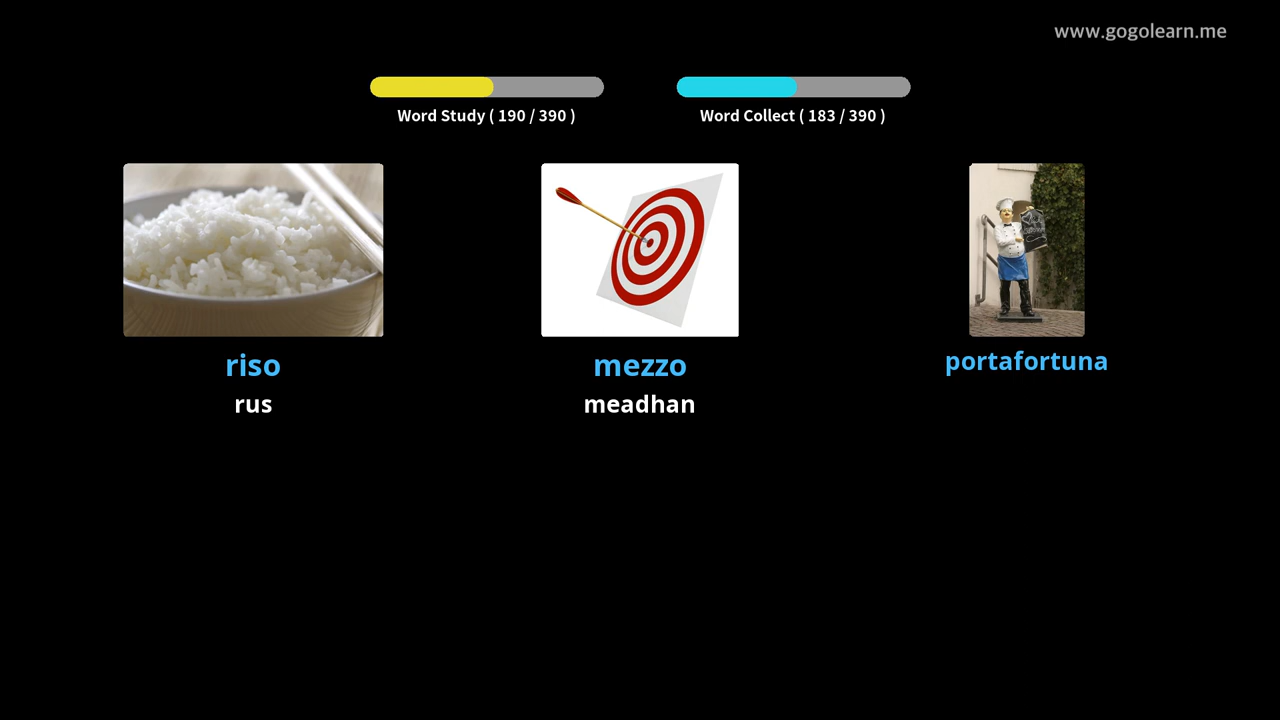 www.gogolearn.me
Word Study ( 190 / 390 )
Word Collect ( 183 / 390 )
riso
mezzo
portafortuna
rus
meadhan